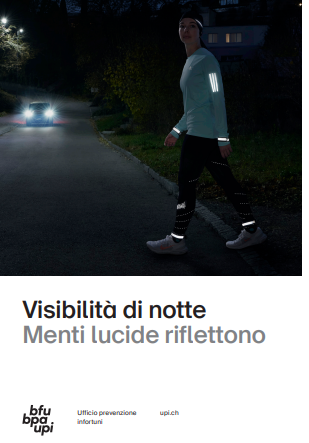 Visibilità di notte
Menti lucide riflettono
bfu
bpa
upi
Ufficio prevenzione
infortuni
upi.ch